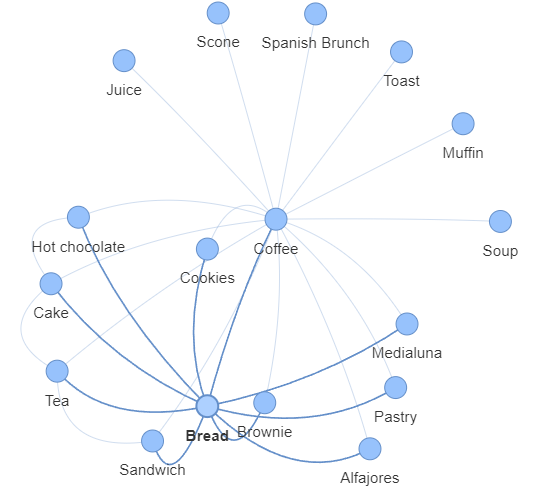 Scone
Spanish Brunch
Juice
Toast
Muffin
Hot chocolate
Coffee
Soup
Cookies
Cake
Medialuna
Tea
Pastry
Bread
Brownie
Sandwich
Alfajores